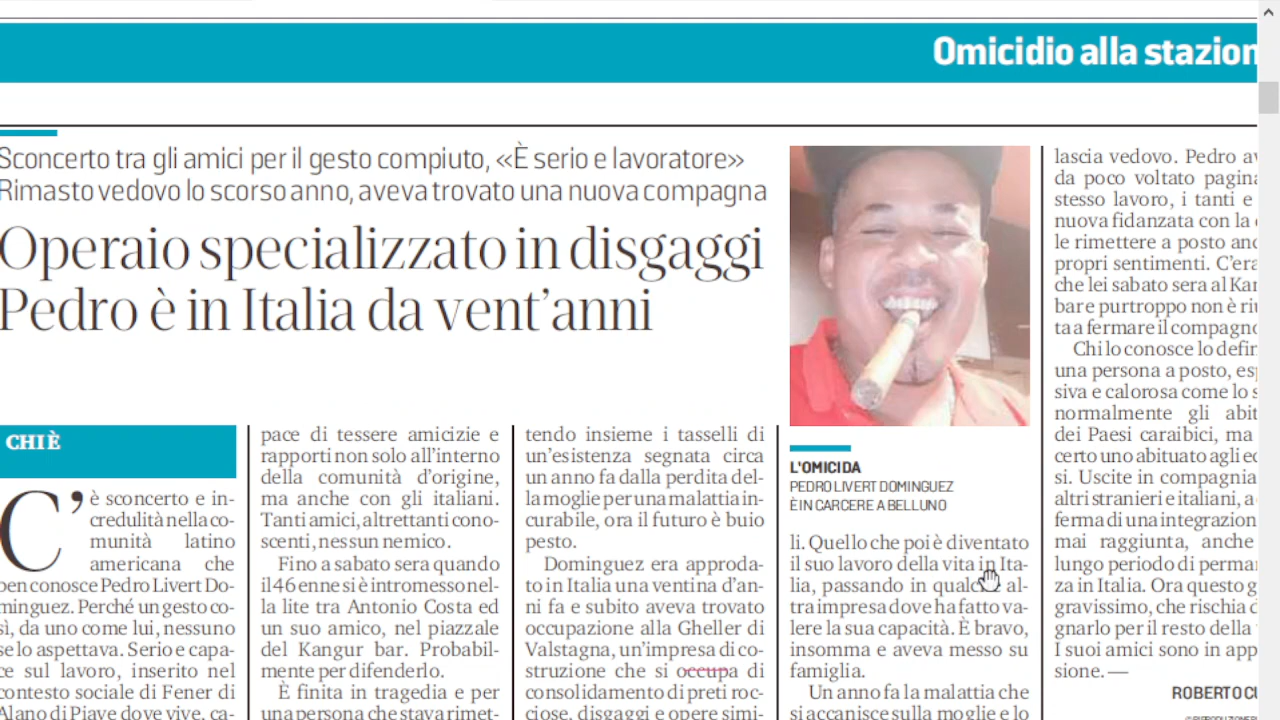 Omicidio alla stazion
Sconcerto tra gli amici per il gesto compiuto, «È serio e lavoratore»
Rimasto vedovo lo scorso anno, aveva trovato una nuova compagna
Operaio specializzato in disgaggi
Pedro è in Italia da vent'anni
CHI È
C'è sconcerto e in-
credulità nella co-
munità latino
americana che
ben conosce Pedro Livert Do-
minguez. Perché un gesto co-
sì, da uno come lui, nessuno
se lo aspettava. Serio e capa-
ce sul lavoro, inserito nel
contesto sociale di Fener di
Alano di Piave dove vive, ca-
pace di tessere amicizie e
rapporti non solo all'interno
della comunità d'origine,
ma anche con gli italiani.
Tanti amici, altrettanti cono-
scenti, nessun nemico.
Fino a sabato sera quando
il 46enne si è intromesso nel-
la lite tra Antonio Costa ed
un suo amico, nel piazzale
del Kangur bar. Probabil-
mente per difenderlo.
È finita in tragedia e per
una persona che stava rimet-
tendo insieme i tasselli di
un'esistenza segnata circa
un anno fa dalla perdita del-
la moglie per una malattia in-
curabile, ora il futuro è buio
pesto.
Dominguez era approda-
to in Italia una ventina d'an-
ni fa e subito aveva trovato
occupazione alla Gheller di
Valstagna, un'impresa di co-
struzione che si occupa di
consolidamento di preti roc-
ciose, disgaggi e opere simi-
L'OMICIDA
PEDRO LIVERT DOMINGUEZ
È IN CARCERE A BELLUNO
li. Quello che poi è diventato
il suo lavoro della vita in Ita-
lia, passando in qualche al-
tra impresa dove ha fatto va-
lere la sua capacità. È bravo,
insomma e aveva messo su
famiglia.
Un anno fa la malattia che
si accanisce sulla moglie e lo
lascia vedovo. Pedro av
da poco voltato pagina
stesso lavoro, i tanti e
nuova fidanzata con la
le rimettere a posto anc
propri sentimenti. C'era
che lei sabato sera al Kan
bar e purtroppo non è riu
ta a fermare il compagno
Chi lo conosce lo defin
una persona a posto, esp
siva e calorosa come lo s
normalmente gli abit
dei Paesi caraibici, ma
certo uno abituato agli ec
si. Uscite in compagnia
altri stranieri e italiani, a
ferma di una integrazion
mai raggiunta, anche
lungo periodo di perma
za in Italia. Ora questo g
gravissimo, che rischia d
gnarlo per il resto della
I suoi amici sono in app
sione. —
ROBERTO CU